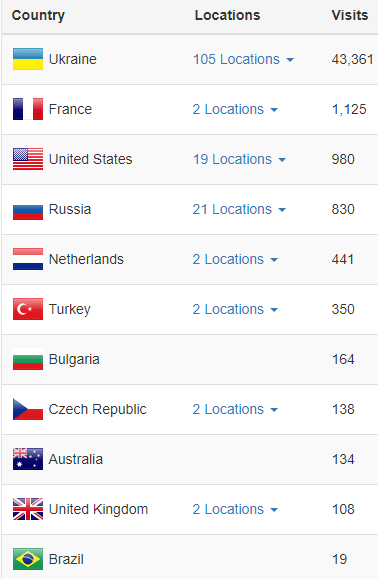 Country Locations Visits
Ukraine 105 Locations 43,361
France 2 Locations 1,125
United States 19 Locations 980
Russia 21 Locations 830
Netherlands 2 Locations 441
Turkey 2 Locations 350
Bulgaria 164
Czech Republic 2 Locations 138
Australia 134
United Kingdom 2 Locations 108
Brazil 19